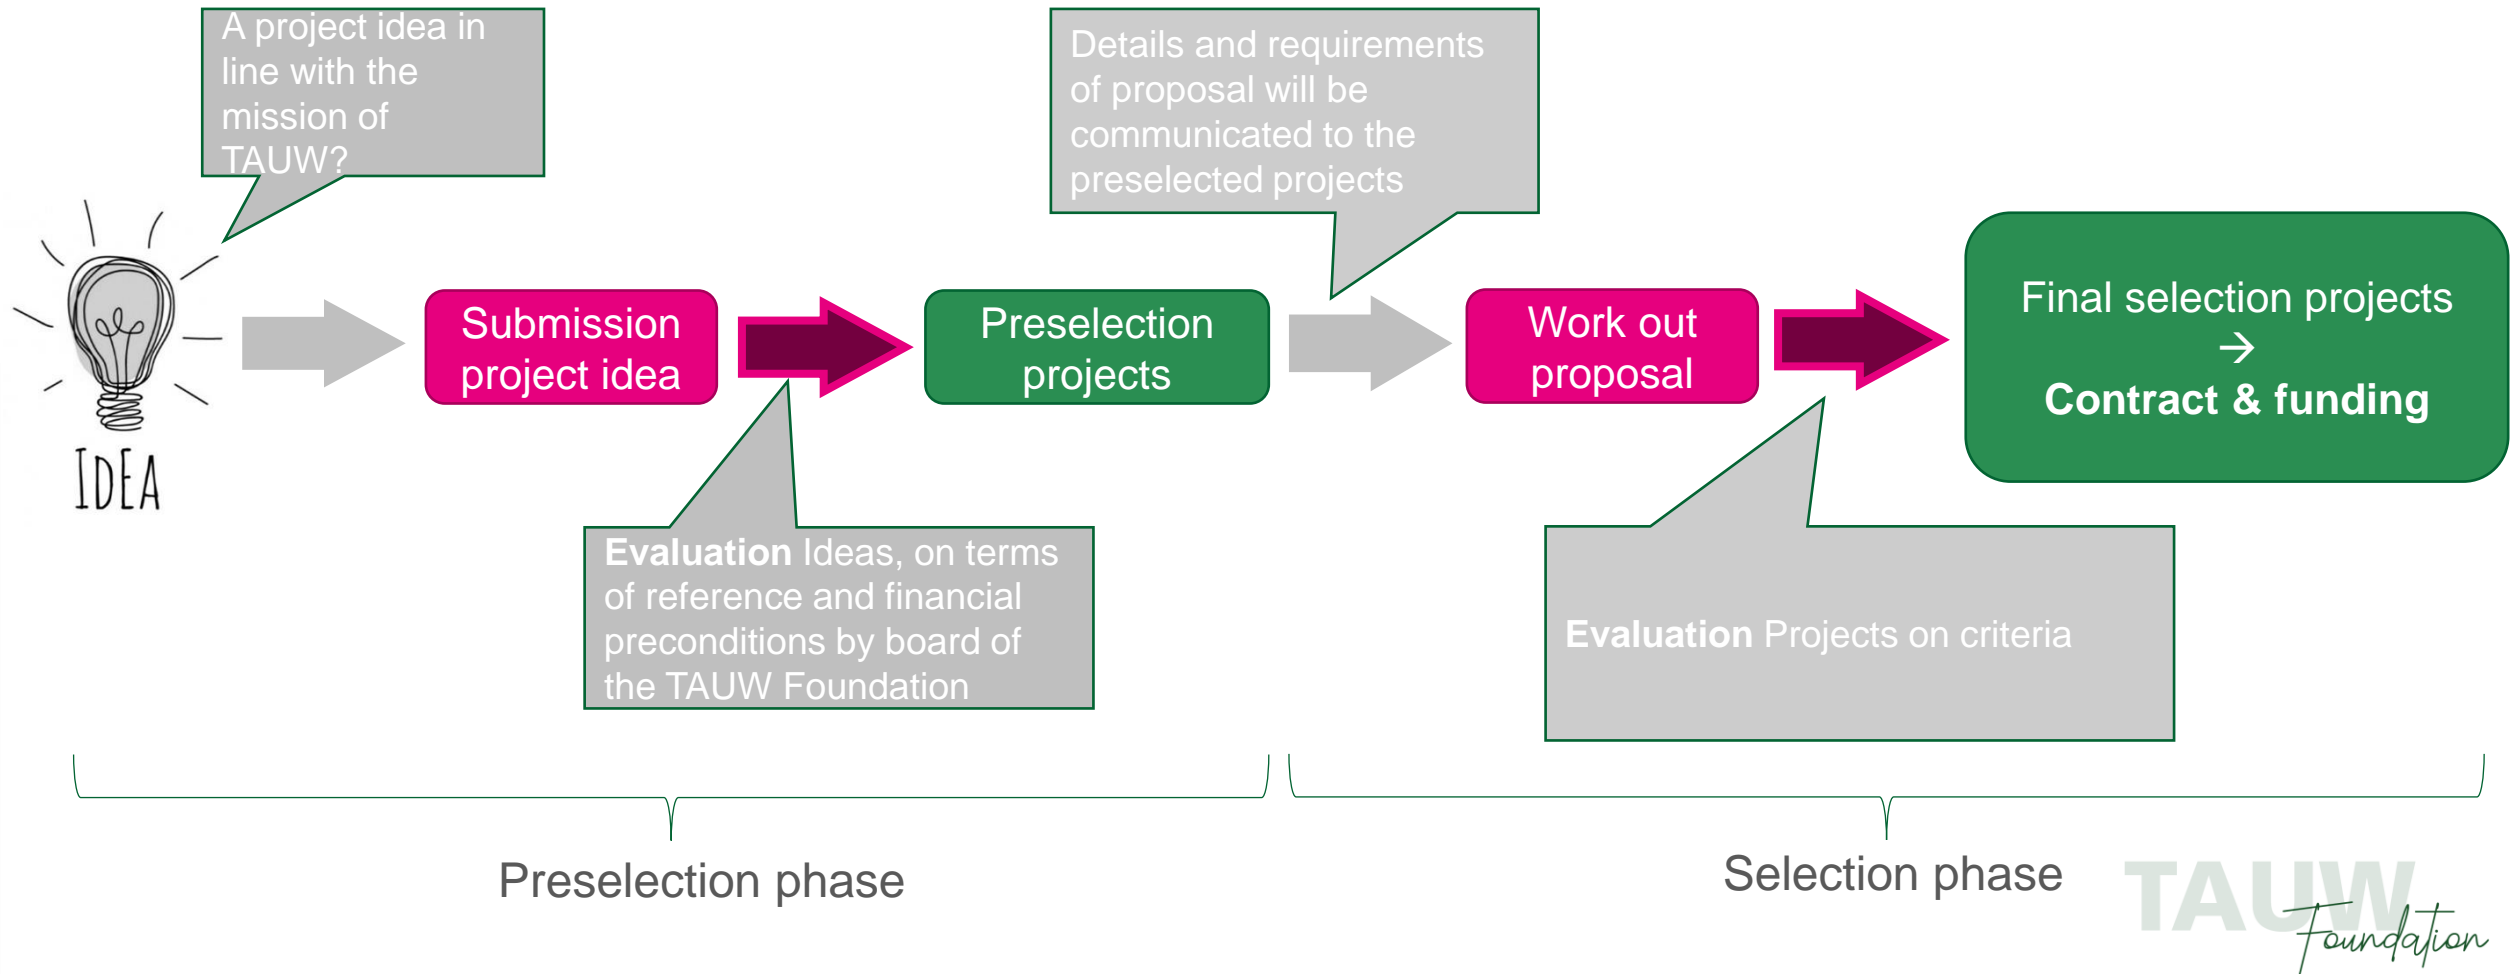 A project idea in
line with the
mission of
TAUW?
Details and requirements
of proposal will be
communicated to the
preselected projects
IDEA
Submission
project idea
Preselection
projects
Work out
proposal
Final selection projects
→
Contract & funding
Evaluation Ideas, on terms
of reference and financial
preconditions by board of
the TAUW Foundation
Evaluation Projects on criteria
Preselection phase
Selection phase
TAUW
Foundation